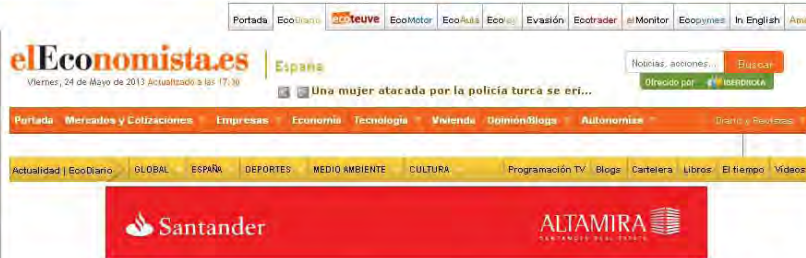 Portada EcoDiario ecoteuve EcoMotor EcoAula Ecoley Evasión Ecotrader elMonitor Ecopymes In English
elEconomista.es España
Noticias, acciones... Buscar
Viernes, 24 de Mayo de 2013 Actualizado a las 17:30
Ofrecido por IBERDROLA
Una mujer atacada por la policía turca se eri...
Portada Mercados y Cotizaciones Empresas Economía Tecnología Vivienda Opinión/Blogs Autonomías Diario y Revistas
Actualidad | EcoDiario GLOBAL ESPAÑA DEPORTES MEDIO AMBIENTE CULTURA Programación TV Blogs Cartelera Libros El tiempo Vídeos
Santander ALTAMIRA
SANTANDER REAL ESTATE